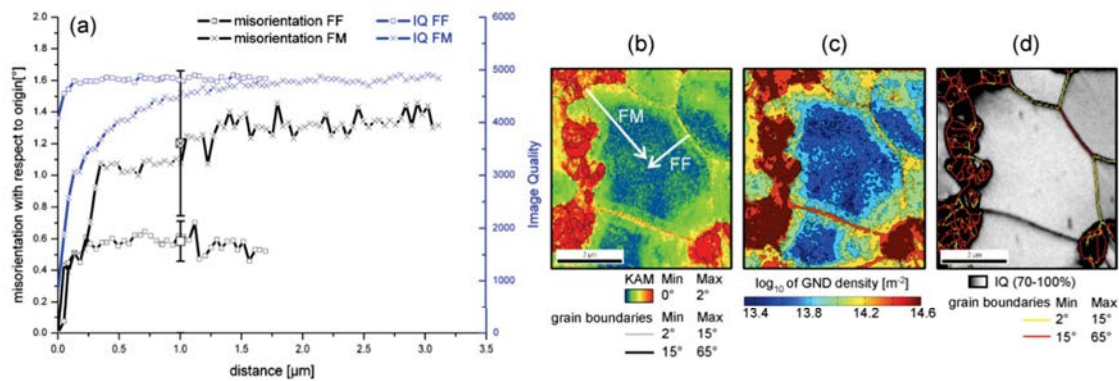 (a)
misorientation FF
IQ FF
misorientation FM
IQ FM
misorientation with respect to origin[°]
2.0
1.8
1.6
1.4
1.2
1.0
0.8
0.6
0.4
0.2
0.0
0.0 0.5 1.0 1.5 2.0 2.5 3.0 3.5
distance [µm]
6000
5000
4000
3000
2000
1000
0
Image Quality
(b)
FM
FF
2 µm
KAM Min Max
0° 2°
grain boundaries Min Max
2° 15°
15° 65°
(c)
log10 of GND density [m-2]
13.4 13.8 14.2 14.6
(d)
IQ (70-100%)
grain boundaries Min Max
2° 15°
15° 65°